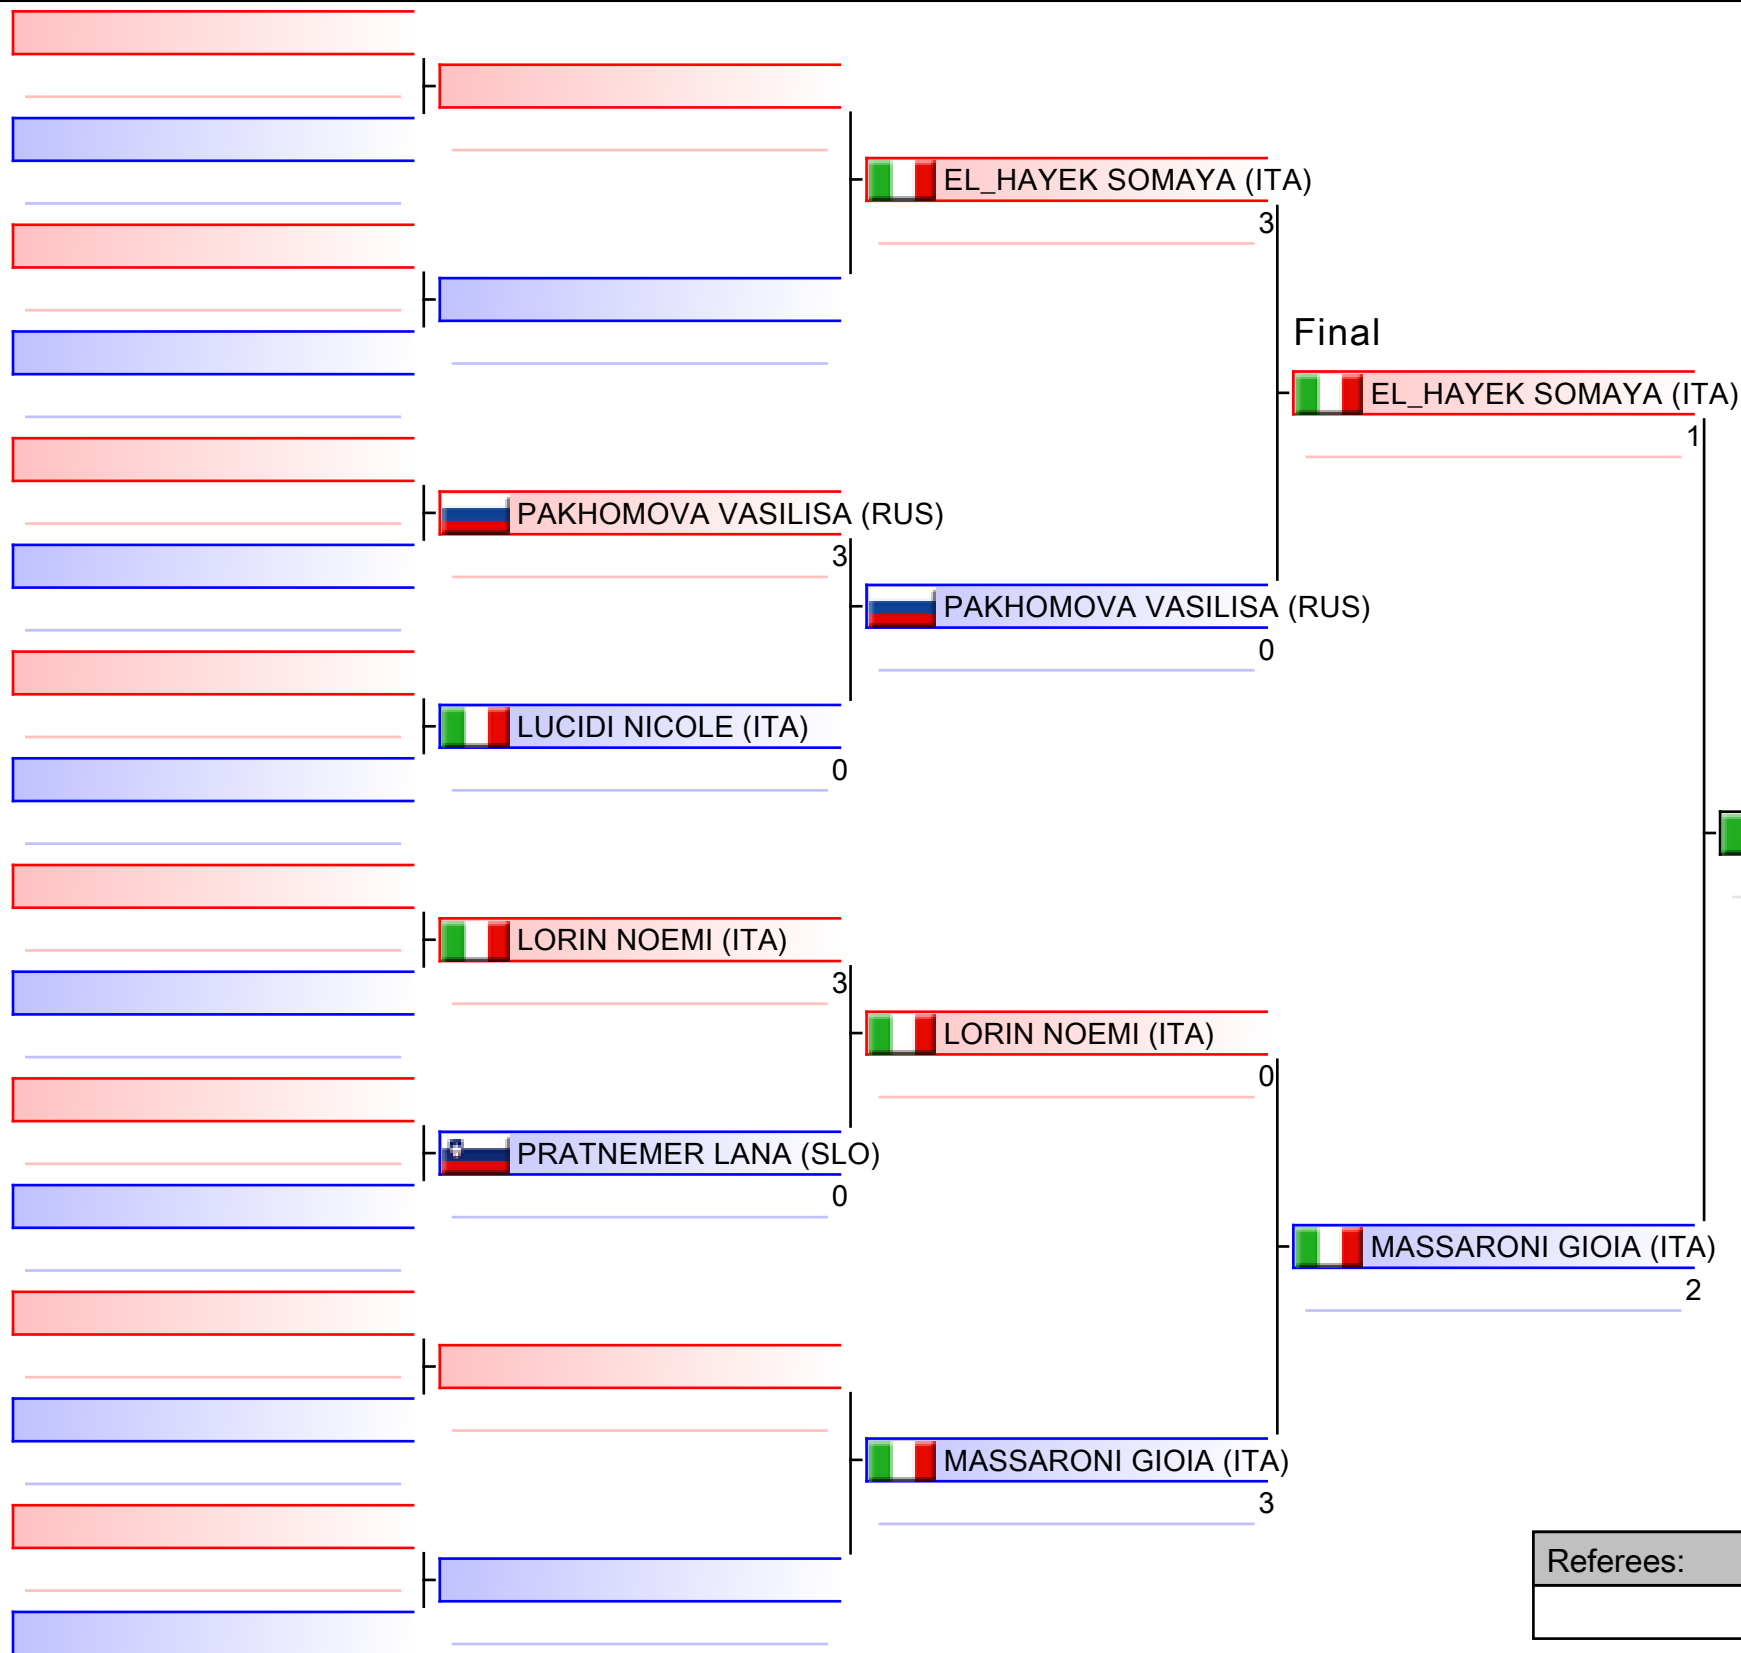 EL_HAYEK SOMAYA (ITA)
3
Final
EL_HAYEK SOMAYA (ITA)
1
PAKHOMOVA VASILISA (RUS)
3
PAKHOMOVA VASILISA (RUS)
0
LUCIDI NICOLE (ITA)
0
LORIN NOEMI (ITA)
3
LORIN NOEMI (ITA)
0
PRATNEMER LANA (SLO)
0
MASSARONI GIOIA (ITA)
2
MASSARONI GIOIA (ITA)
3
Referees: